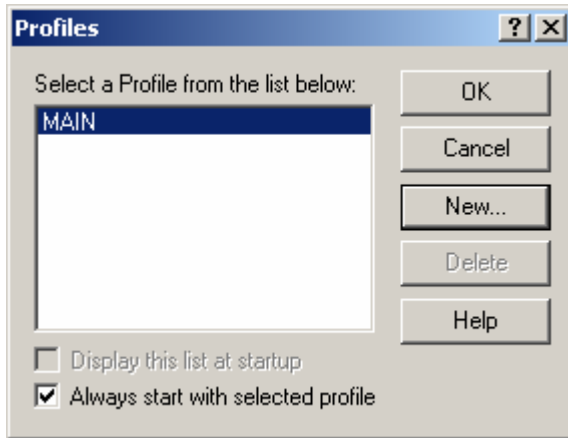 Profiles
Select a Profile from the list below:
MAIN
OK
Cancel
New...
Delete
Help
Display this list at startup
Always start with selected profile